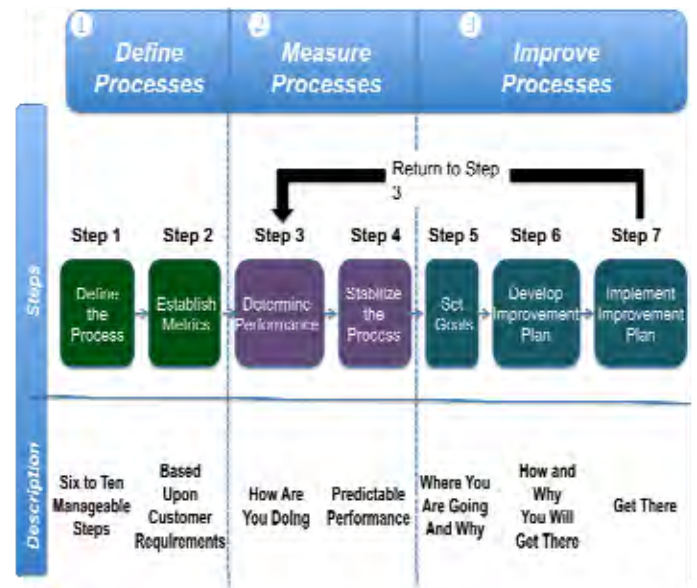 1
Define
Processes
2
Measure
Processes
3
Improve
Processes
Return to Step
3
Steps
Step 1
Step 2
Step 3
Step 4
Step 5
Step 6
Step 7
Define
the
Process
Establish
Metrics
Determine
Performance
Stabilize
the
Process
Set
Goals
Develop
Improvement
Plan
Implement
Improvement
Plan
Description
Six to Ten
Manageable
Steps
Based
Upon
Customer
Requirements
How Are
You Doing
Predictable
Performance
Where You
Are Going
And Why
How and
Why
You Will
Get There
Get There